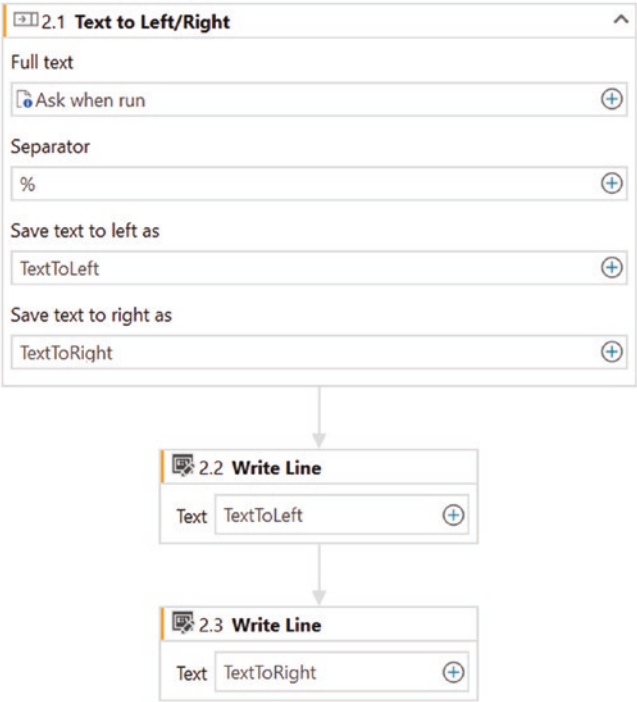 2.1 Text to Left/Right
Full text
Ask when run
Separator
%
Save text to left as
TextToLeft
Save text to right as
TextToRight
2.2 Write Line
Text TextToLeft
2.3 Write Line
Text TextToRight